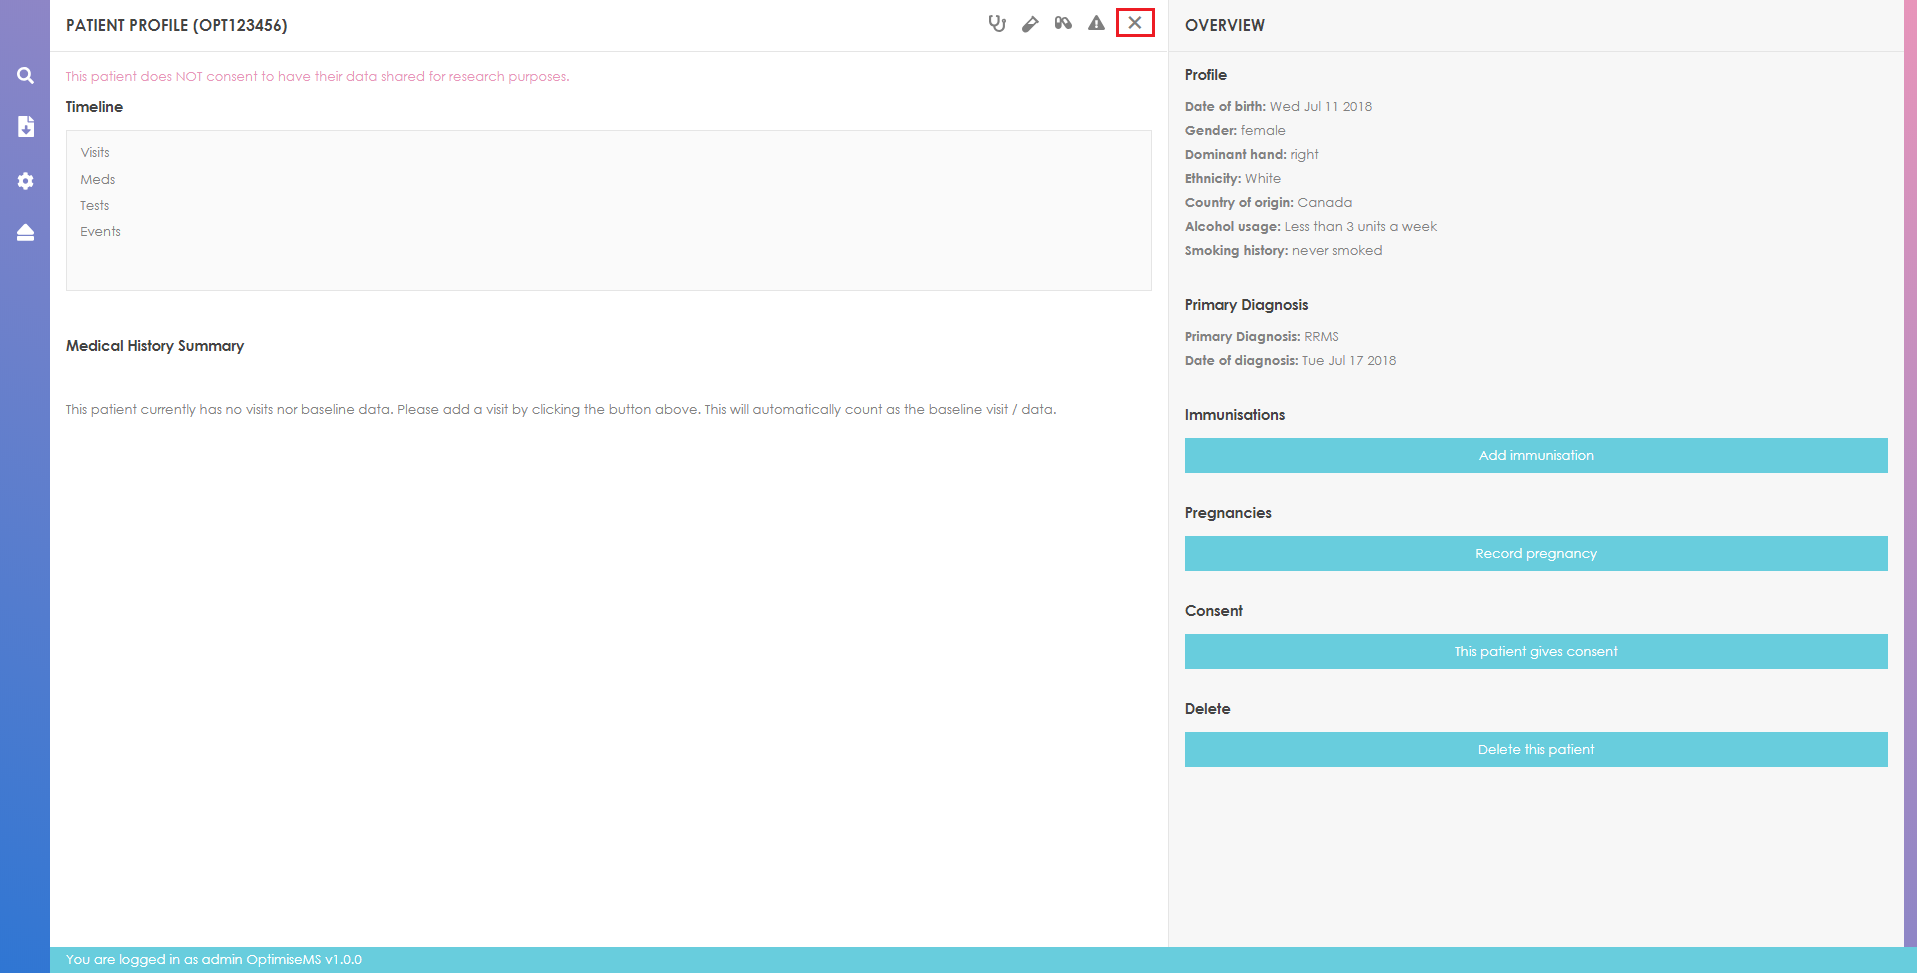 PATIENT PROFILE (OPT123456)
This patient does NOT consent to have their data shared for research purposes.
Timeline
Visits
Meds
Tests
Events
Medical History Summary
This patient currently has no visits nor baseline data. Please add a visit by clicking the button above. This will automatically count as the baseline visit / data.
OVERVIEW
Profile
Date of birth: Wed Jul 11 2018
Gender: female
Dominant hand: right
Ethnicity: White
Country of origin: Canada
Alcohol usage: Less than 3 units a week
Smoking history: never smoked
Primary Diagnosis
Primary Diagnosis: RRMS
Date of diagnosis: Tue Jul 17 2018
Immunisations
Add immunisation
Pregnancies
Record pregnancy
Consent
This patient gives consent
Delete
Delete this patient
You are logged in as admin OptimiseMS v1.0.0